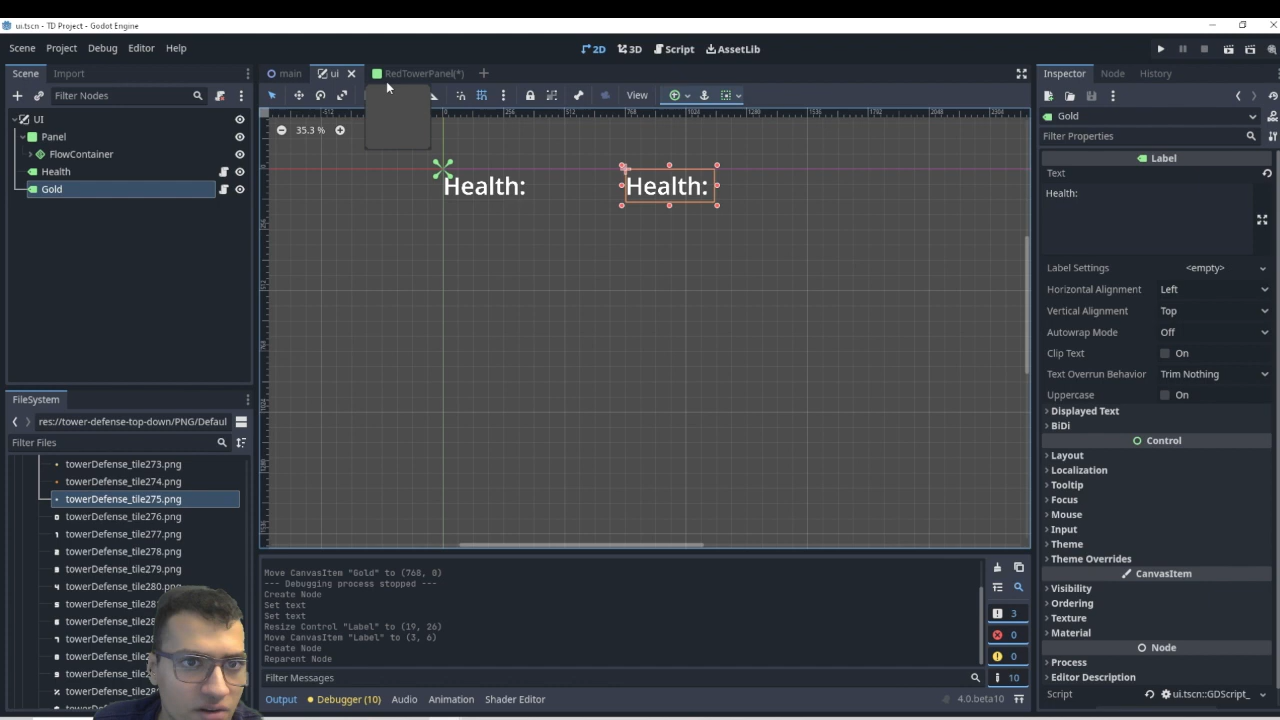 ui.tscn - TD Project - Godot Engine
Scene Project Debug Editor Help
2D 3D Script AssetLib
Scene Import
main ui RedTowerPanel(*)
Inspector Node History
Filter Nodes
View
UI
Panel
FlowContainer
Health
Gold
35.3 %
Health:
Health:
Gold
Filter Properties
Label
Text
Health:
Label Settings <empty>
Horizontal Alignment Left
Vertical Alignment Top
Autowrap Mode Off
Clip Text On
Text Overrun Behavior Trim Nothing
Uppercase On
Displayed Text
BiDi
Control
Layout
Localization
Tooltip
Focus
Mouse
Input
Theme
Theme Overrides
CanvasItem
Visibility
Ordering
Texture
Material
Node
Process
Editor Description
Script ui.tscn::GDScript_
FileSystem
res://tower-defense-top-down/PNG/Defaul
Filter Files
towerDefense_tile273.png
towerDefense_tile274.png
towerDefense_tile275.png
towerDefense_tile276.png
towerDefense_tile277.png
towerDefense_tile278.png
towerDefense_tile279.png
towerDefense_tile280.png
Move CanvasItem "Gold" to (768, 0)
--- Debugging process stopped ---
Create Node
Set text
Set text
Resize Control "Label" to (19, 26)
Move CanvasItem "Label" to (3, 6)
Create Node
Reparent Node
3
0
0
10
Filter Messages
Output Debugger (10) Audio Animation Shader Editor
4.0.beta10